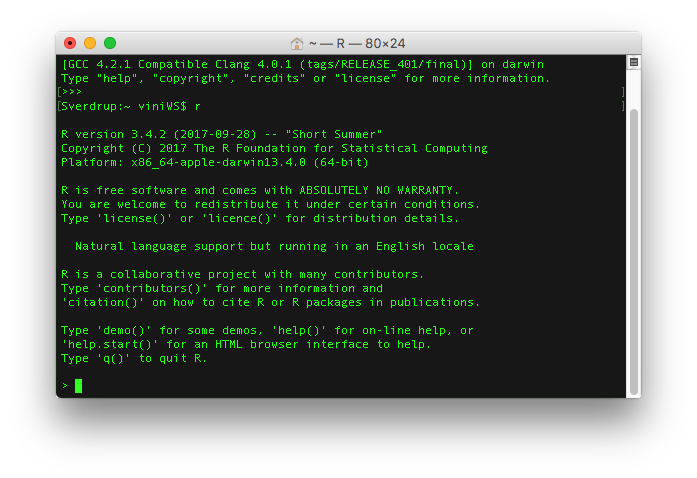 ~ — R — 80×24
[GCC 4.2.1 Compatible Clang 4.0.1 (tags/RELEASE_401/final)] on darwin
Type "help", "copyright", "credits" or "license" for more information.
[>>> ]
[Sverdrup:~ viniWS$ r ]
R version 3.4.2 (2017-09-28) -- "Short Summer"
Copyright (C) 2017 The R Foundation for Statistical Computing
Platform: x86_64-apple-darwin13.4.0 (64-bit)
R is free software and comes with ABSOLUTELY NO WARRANTY.
You are welcome to redistribute it under certain conditions.
Type 'license()' or 'licence()' for distribution details.
Natural language support but running in an English locale
R is a collaborative project with many contributors.
Type 'contributors()' for more information and
'citation()' on how to cite R or R packages in publications.
Type 'demo()' for some demos, 'help()' for on-line help, or
'help.start()' for an HTML browser interface to help.
Type 'q()' to quit R.
>